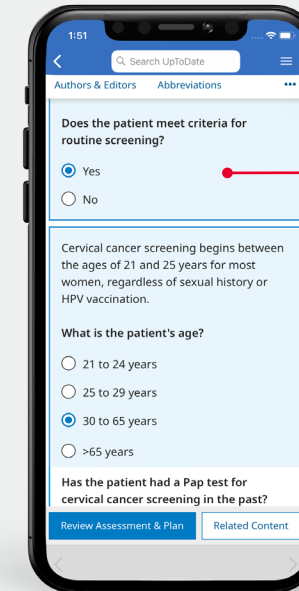 1:51
Search UpToDate
Authors & Editors Abbreviations •••
Does the patient meet criteria for
routine screening?
Yes
No
Cervical cancer screening begins between
the ages of 21 and 25 years for most
women, regardless of sexual history or
HPV vaccination.
What is the patient's age?
21 to 24 years
25 to 29 years
30 to 65 years
>65 years
Has the patient had a Pap test for
cervical cancer screening in the past?
Review Assessment & Plan Related Content